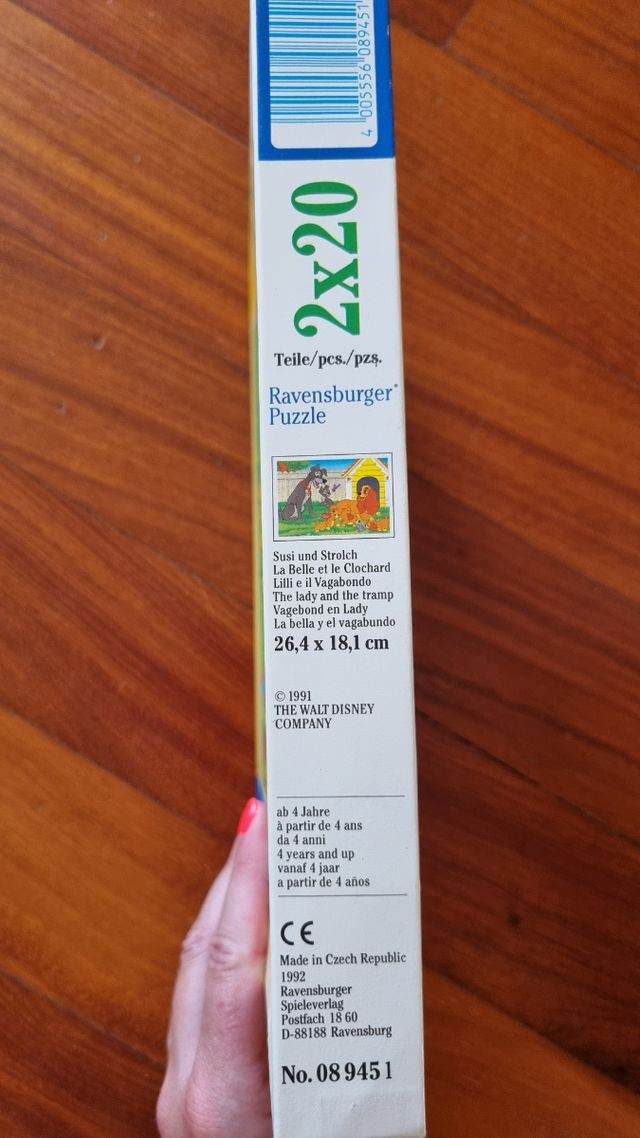 4 005556 089451
2x20
Teile/pcs./pzs.
Ravensburger®
Puzzle
Susi und Strolch
La Belle et le Clochard
Lilli e il Vagabondo
The lady and the tramp
Vagebond en Lady
La bella y el vagabundo
26,4 x 18,1 cm
© 1991
THE WALT DISNEY
COMPANY
ab 4 Jahre
à partir de 4 ans
da 4 anni
4 years and up
vanaf 4 jaar
a partir de 4 años
CE
Made in Czech Republic
1992
Ravensburger
Spieleverlag
Postfach 18 60
D-88188 Ravensburg
No. 08 945 1